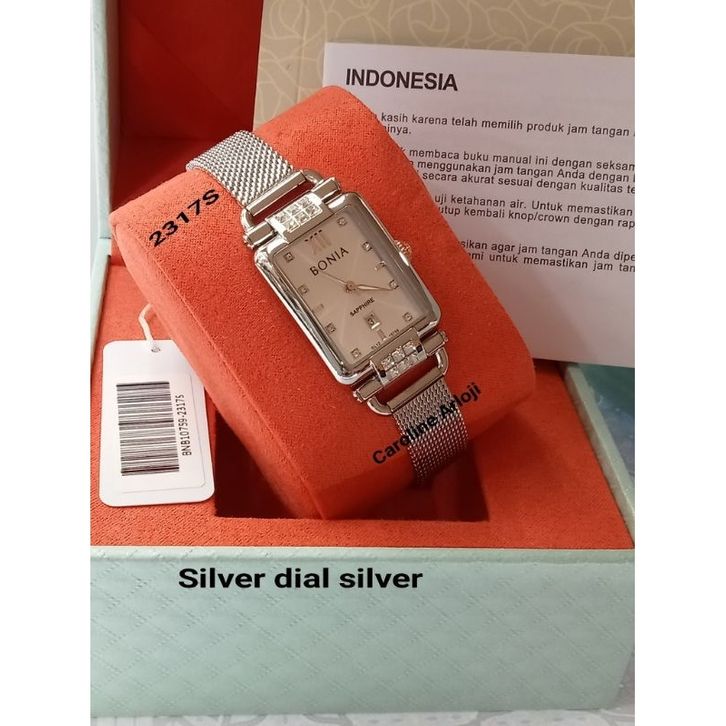 INDONESIA
kasih karena telah memilih produk jam tangan
membaca buku manual ini dengan seksam
menggunakan jam tangan Anda dengan
secara akurat sesuai dengan kualitas te
uji ketahanan air. Untuk memastikan
utup kembali knop/crown dengan rap
sikan agar jam tangan Anda dipe
mi untuk memastikan jam tan
2317S
BONIA
SAPPHIRE
Caroline Arloji
BNB10759-2317S
Silver dial silver